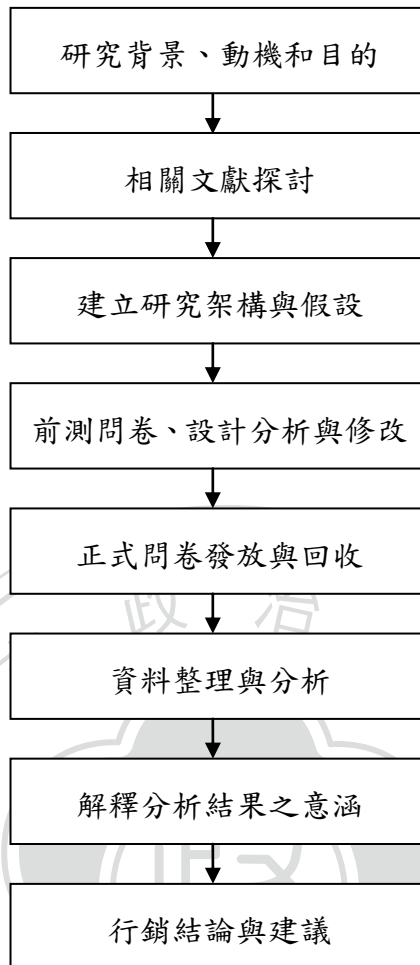 研究背景、動機和目的
相關文獻探討
建立研究架構與假設
前測問卷、設計分析與修改
正式問卷發放與回收
政治
資料整理與分析
解釋分析結果之意涵
行銷結論與建議